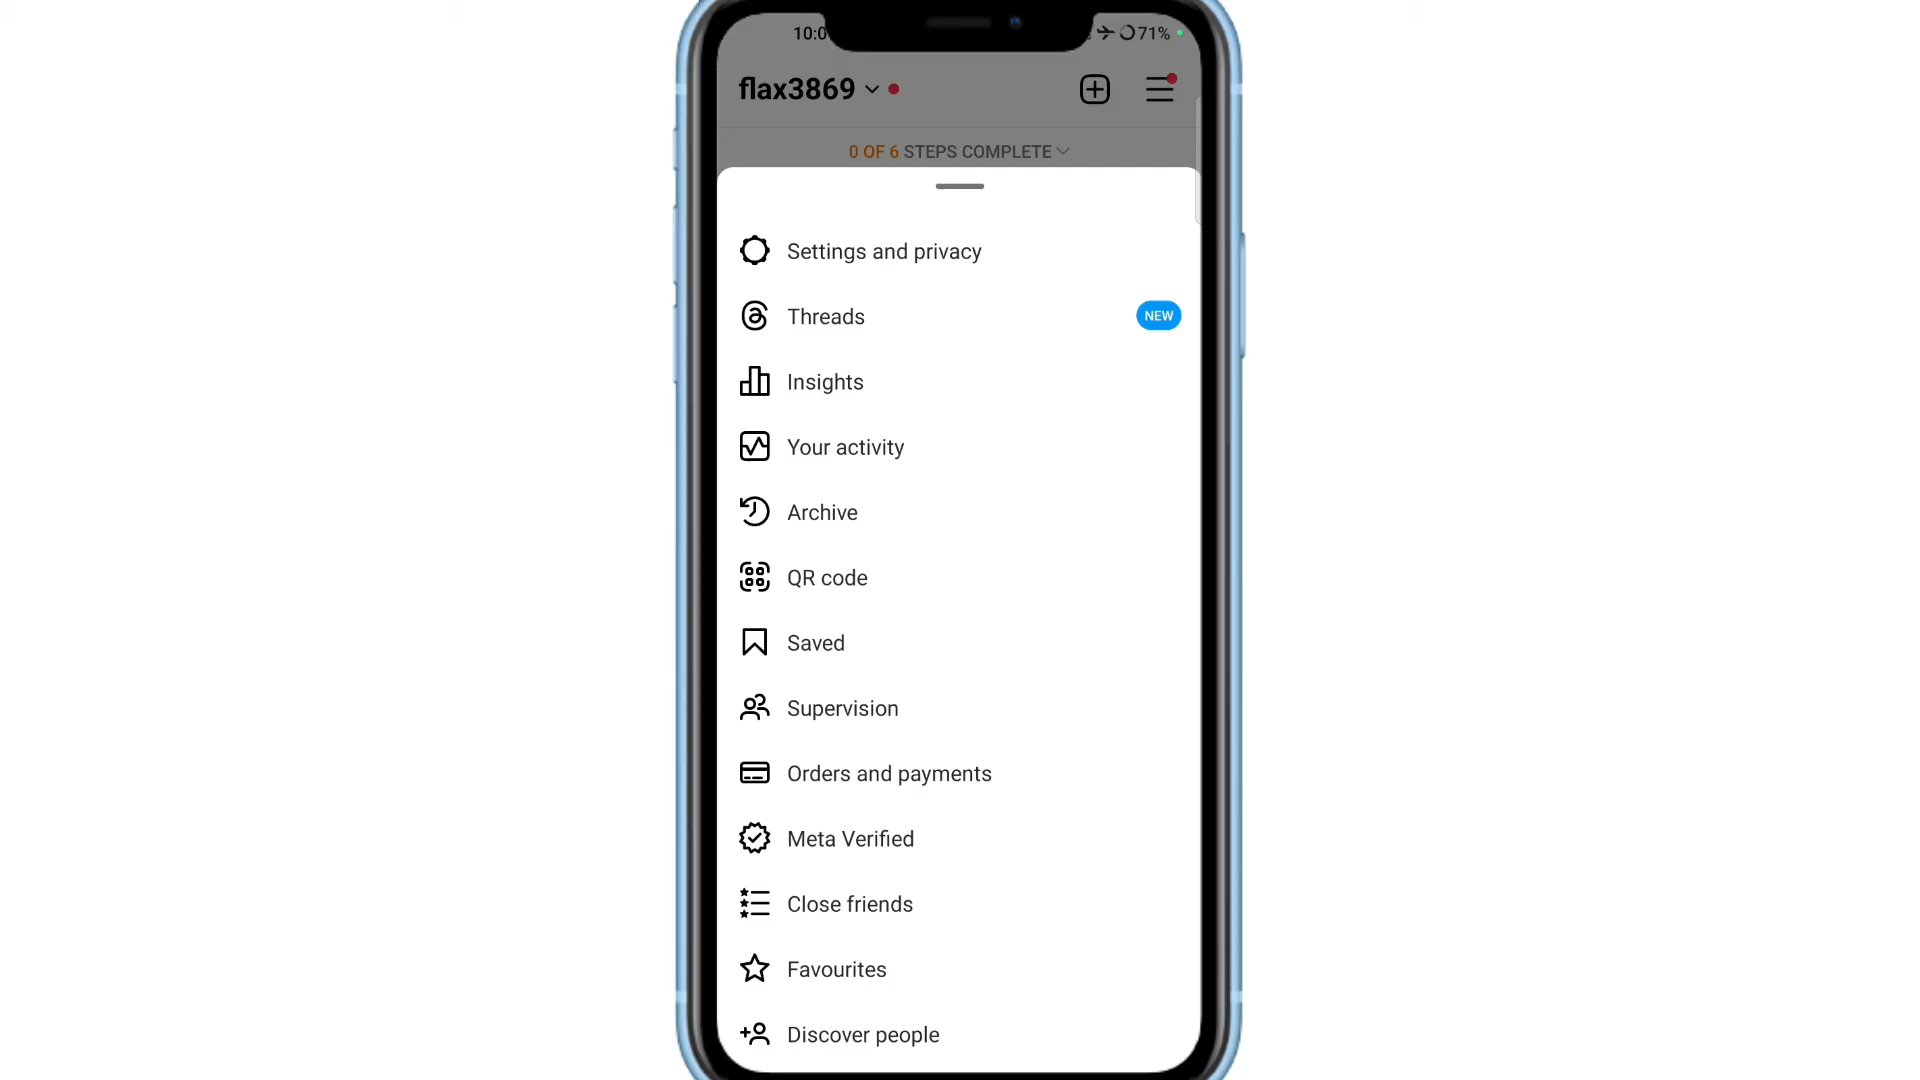 10:0
71%
flax3869
0 OF 6 STEPS COMPLETE
Settings and privacy
Threads
NEW
Insights
Your activity
Archive
QR code
Saved
Supervision
Orders and payments
Meta Verified
Close friends
Favourites
Discover people